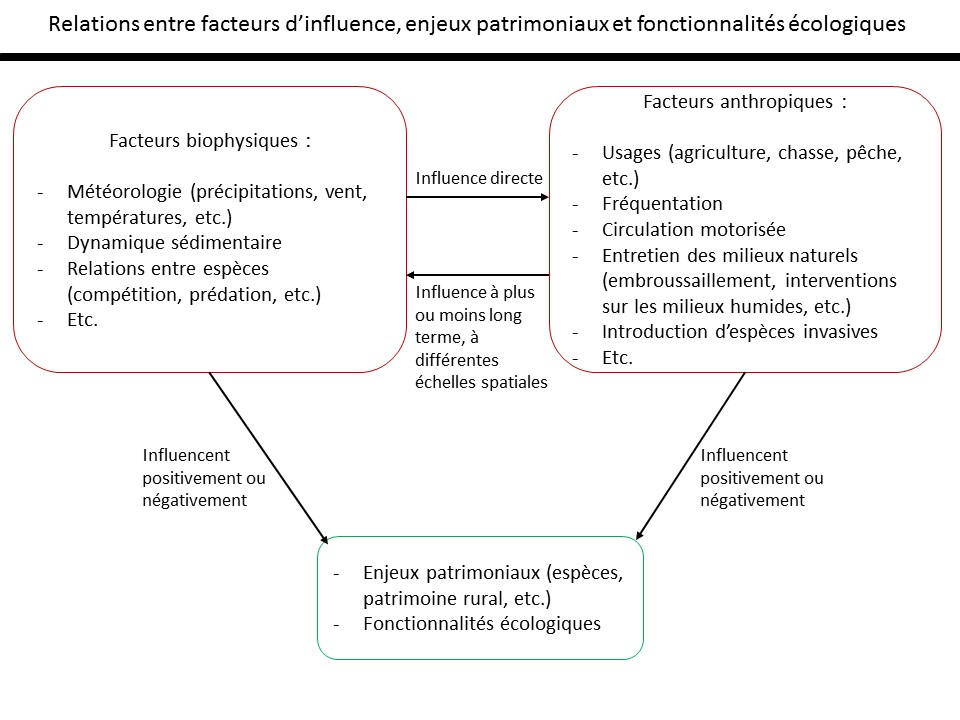 Relations entre facteurs d’influence, enjeux patrimoniaux et fonctionnalités écologiques
Facteurs biophysiques :
- Météorologie (précipitations, vent,
températures, etc.)
- Dynamique sédimentaire
- Relations entre espèces
(compétition, prédation, etc.)
- Etc.
Influence directe
Influence à plus
ou moins long
terme, à
différentes
échelles spatiales
Facteurs anthropiques :
- Usages (agriculture, chasse, pêche,
etc.)
- Fréquentation
- Circulation motorisée
- Entretien des milieux naturels
(embroussaillement, interventions
sur les milieux humides, etc.)
- Introduction d’espèces invasives
- Etc.
Influencent
positivement ou
négativement
Influencent
positivement ou
négativement
- Enjeux patrimoniaux (espèces,
patrimoine rural, etc.)
- Fonctionnalités écologiques